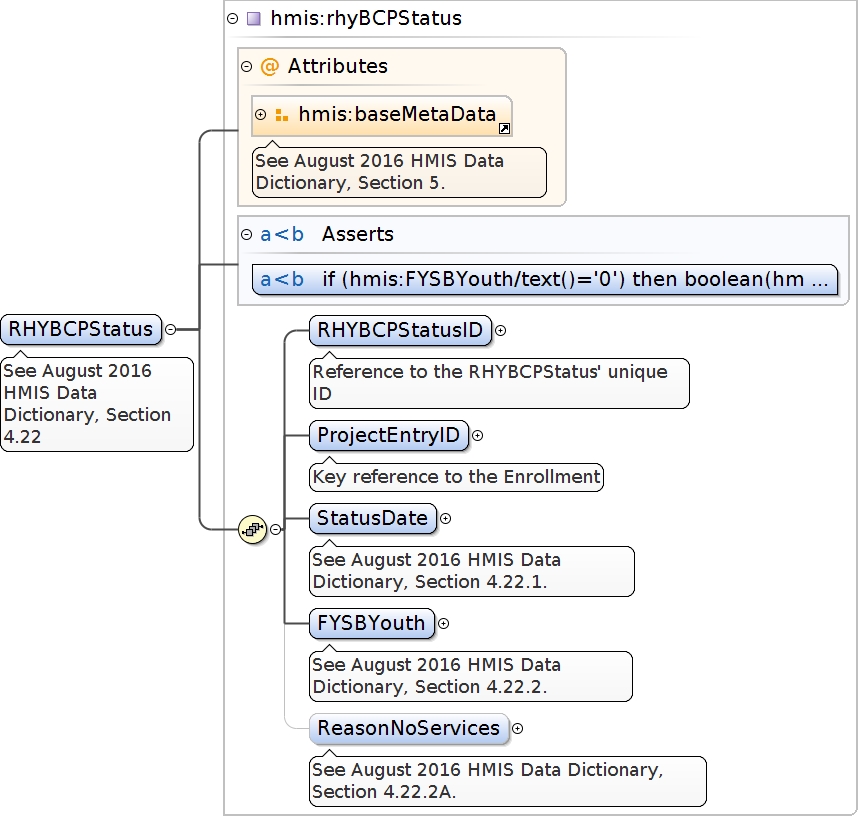 hmis:rhyBCPStatus
@ Attributes
hmis:baseMetaData
See August 2016 HMIS Data
Dictionary, Section 5.
a<b Asserts
a<b if (hmis:FYSBYouth/text()='0') then boolean(hm ...
RHYBCPStatus
See August 2016
HMIS Data
Dictionary, Section
4.22
RHYBCPStatusID
Reference to the RHYBCPStatus' unique
ID
ProjectEntryID
Key reference to the Enrollment
StatusDate
See August 2016 HMIS Data
Dictionary, Section 4.22.1.
FYSBYouth
See August 2016 HMIS Data
Dictionary, Section 4.22.2.
ReasonNoServices
See August 2016 HMIS Data Dictionary,
Section 4.22.2A.